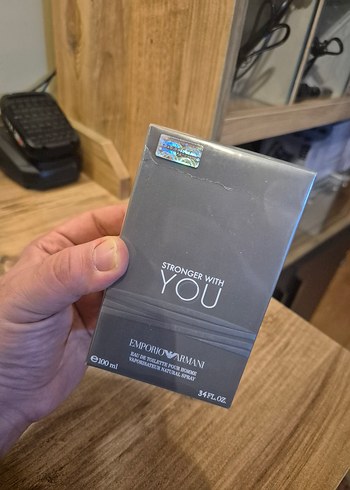 STRONGER WITH
YOU
EMPORIO ARMANI
EAU DE TOILETTE POUR HOMME
VAPORISATEUR NATURAL SPRAY
℮100 ml
3.4 FL.OZ.